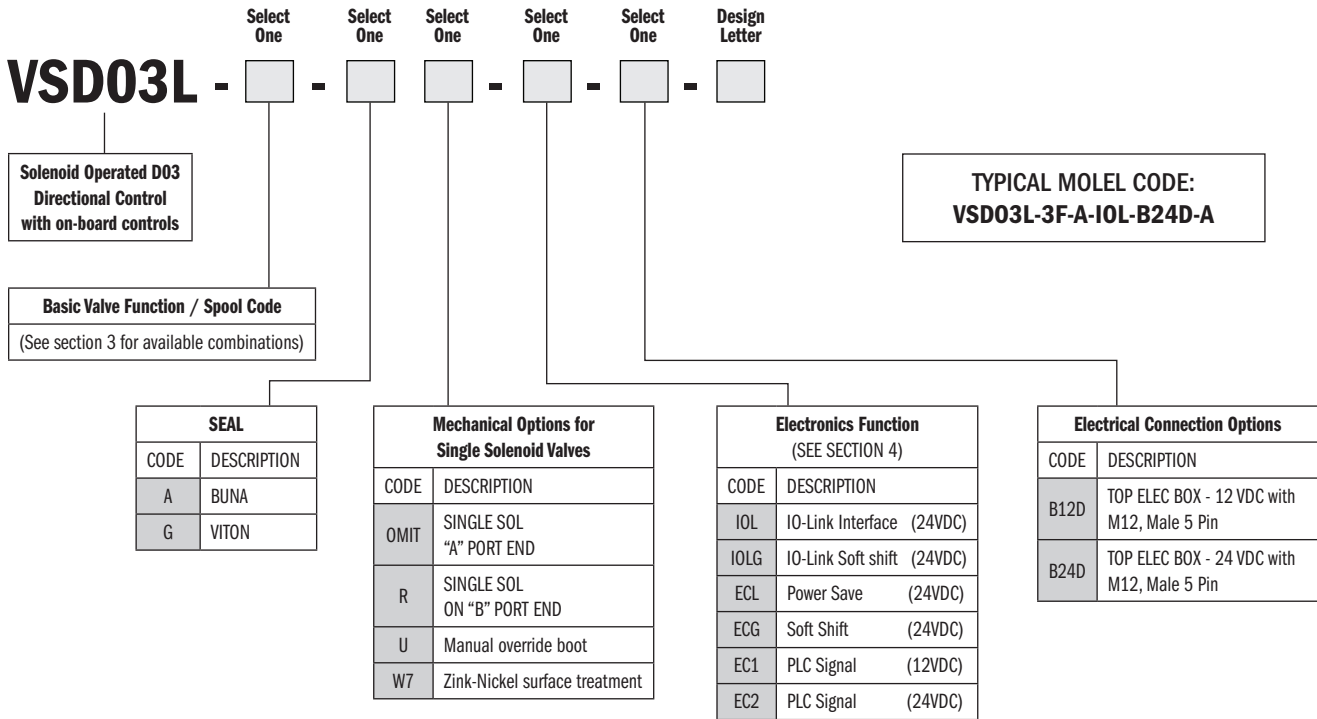 Select One
Select One
Select One
Select One
Select One
Design Letter
VSD03L - - - - -
Solenoid Operated D03
Directional Control
with on-board controls
TYPICAL MOLEL CODE:
VSD03L-3F-A-IOL-B24D-A
Basic Valve Function / Spool Code
(See section 3 for available combinations)
SEAL
CODE DESCRIPTION
A BUNA
G VITON
Mechanical Options for
Single Solenoid Valves
CODE DESCRIPTION
OMIT SINGLE SOL
"A" PORT END
R SINGLE SOL
ON "B" PORT END
U Manual override boot
W7 Zink-Nickel surface treatment
Electronics Function
(SEE SECTION 4)
CODE DESCRIPTION
IOL IO-Link Interface (24VDC)
IOLG IO-Link Soft shift (24VDC)
ECL Power Save (24VDC)
ECG Soft Shift (24VDC)
EC1 PLC Signal (12VDC)
EC2 PLC Signal (24VDC)
Electrical Connection Options
CODE DESCRIPTION
B12D TOP ELEC BOX - 12 VDC with
M12, Male 5 Pin
B24D TOP ELEC BOX - 24 VDC with
M12, Male 5 Pin